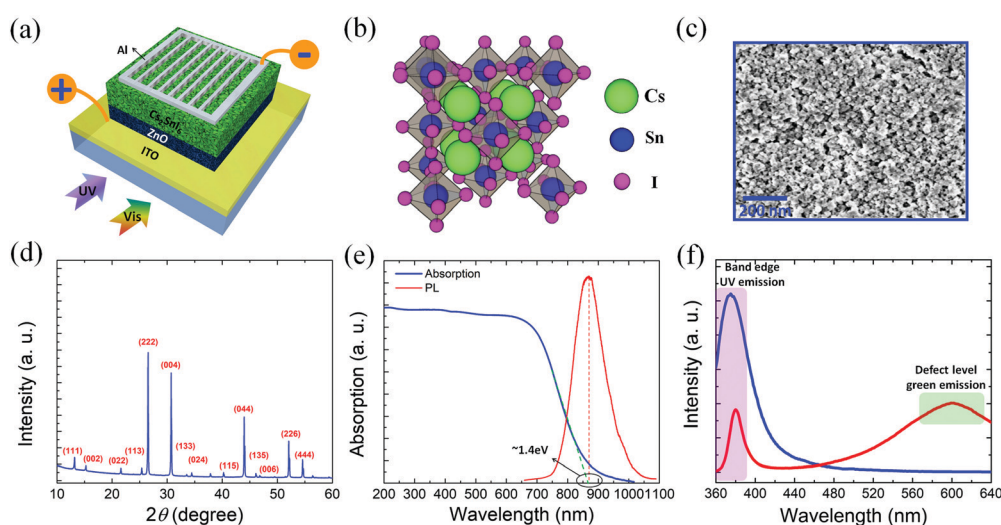 (a)
Al
−
+
Cs2SnI6
ZnO
ITO
UV
Vis
(b)
Cs
Sn
I
(c)
200 nm
(d)
Intensity (a. u.)
(111)
(002)
(022)
(113)
(222)
(004)
(133)
(024)
(115)
(044)
(135)
(006)
(226)
(444)
10 20 30 40 50 60
2θ (degree)
(e)
Absorption (a. u.)
Absorption
PL
~1.4eV
200 300 400 500 600 700 800 900 1000 1100
Wavelength (nm)
(f)
Intensity (a. u.)
Band edge
UV emission
Defect level
green emission
360 400 440 480 520 560 600 640
Wavelength (nm)